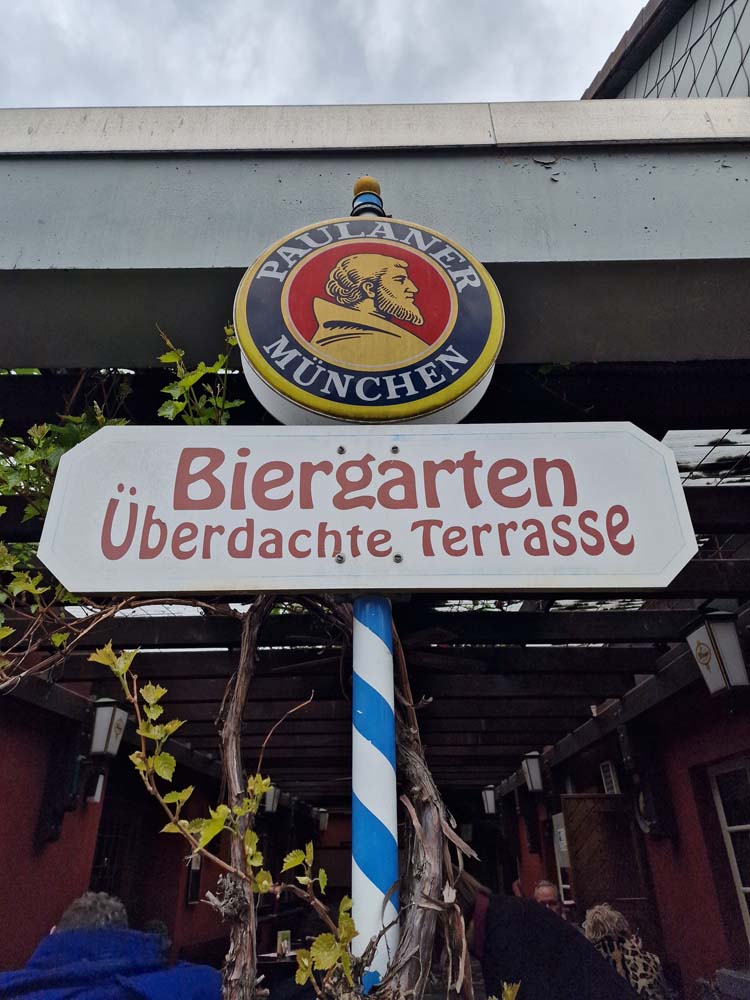 PAULANER
MÜNCHEN
Biergarten
Überdachte Terrasse